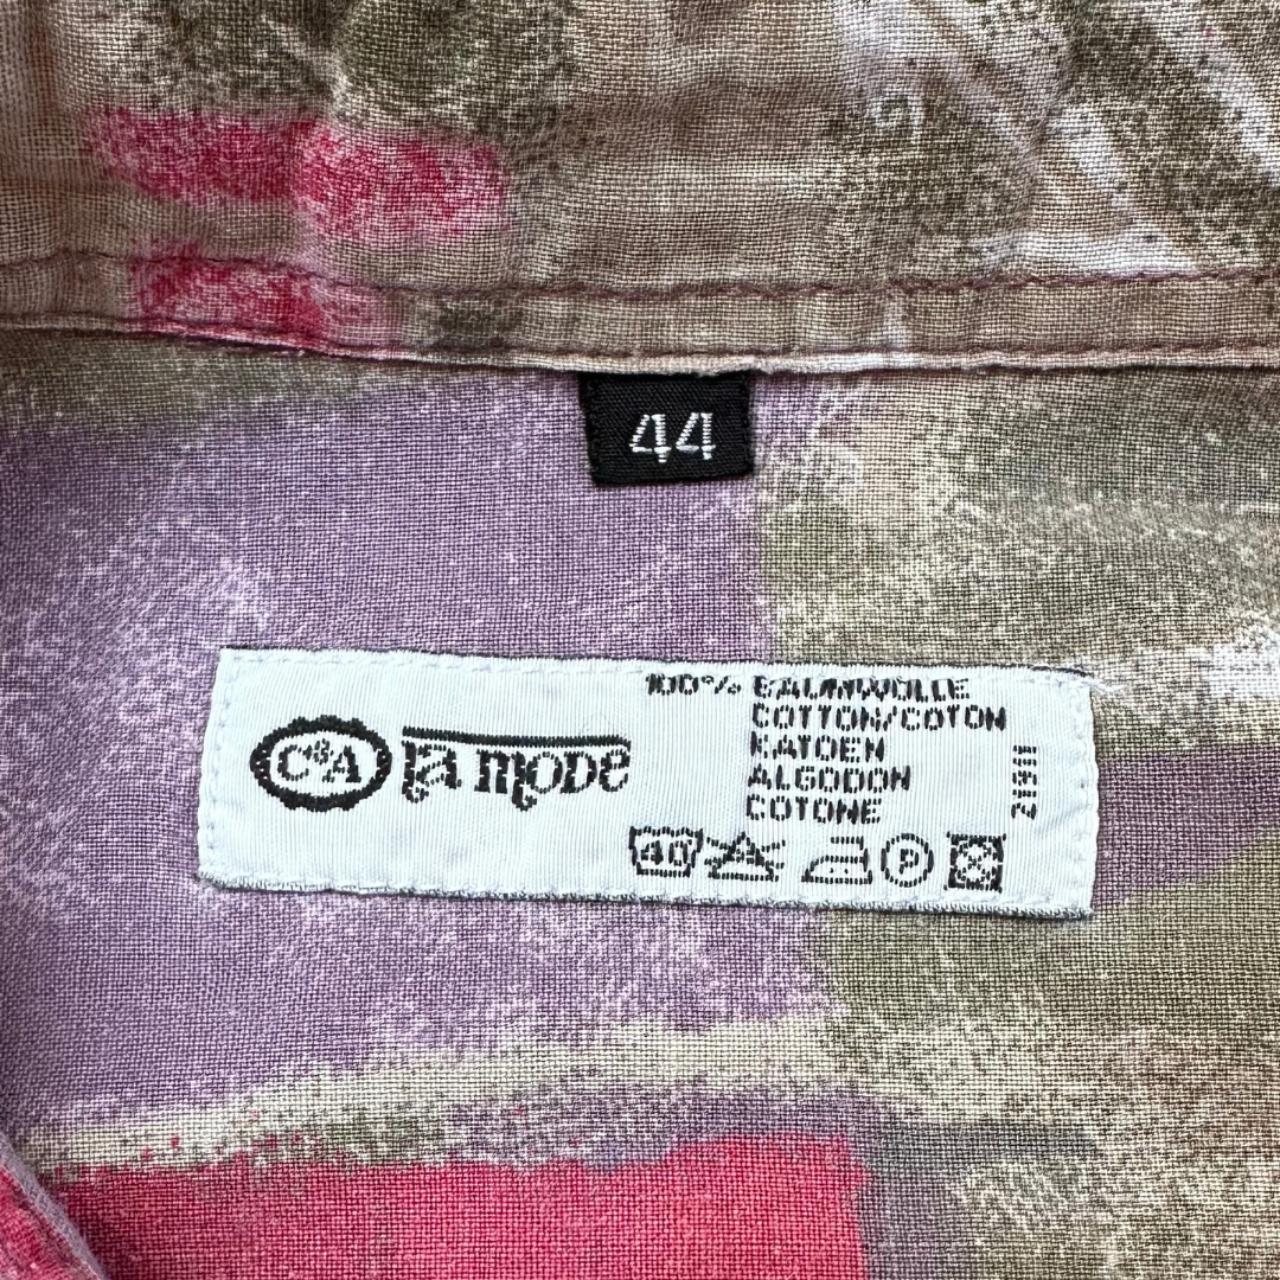 44
C&A la mode
100% BAUMWOLLE
COTTON/COTON
KATOEN
ALGODON
COTONE
21911
40
P